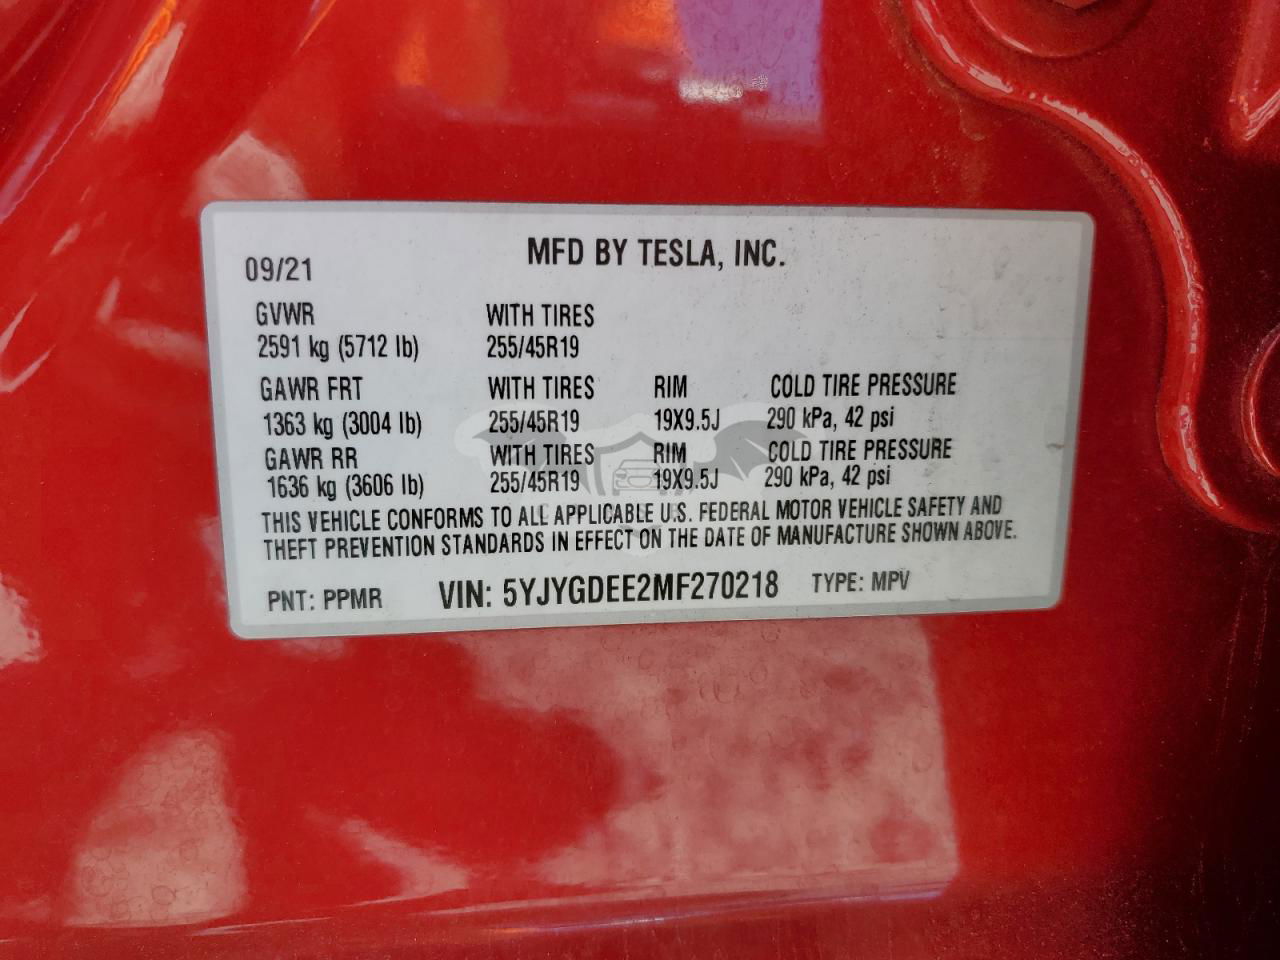 MFD BY TESLA, INC.
09/21
GVWR WITH TIRES
2591 kg (5712 lb) 255/45R19
GAWR FRT WITH TIRES RIM COLD TIRE PRESSURE
1363 kg (3004 lb) 255/45R19 19X9.5J 290 kPa, 42 psi
GAWR RR WITH TIRES RIM COLD TIRE PRESSURE
1636 kg (3606 lb) 255/45R19 19X9.5J 290 kPa, 42 psi
THIS VEHICLE CONFORMS TO ALL APPLICABLE U.S. FEDERAL MOTOR VEHICLE SAFETY AND
THEFT PREVENTION STANDARDS IN EFFECT ON THE DATE OF MANUFACTURE SHOWN ABOVE.
PNT: PPMR VIN: 5YJYGDEE2MF270218 TYPE: MPV